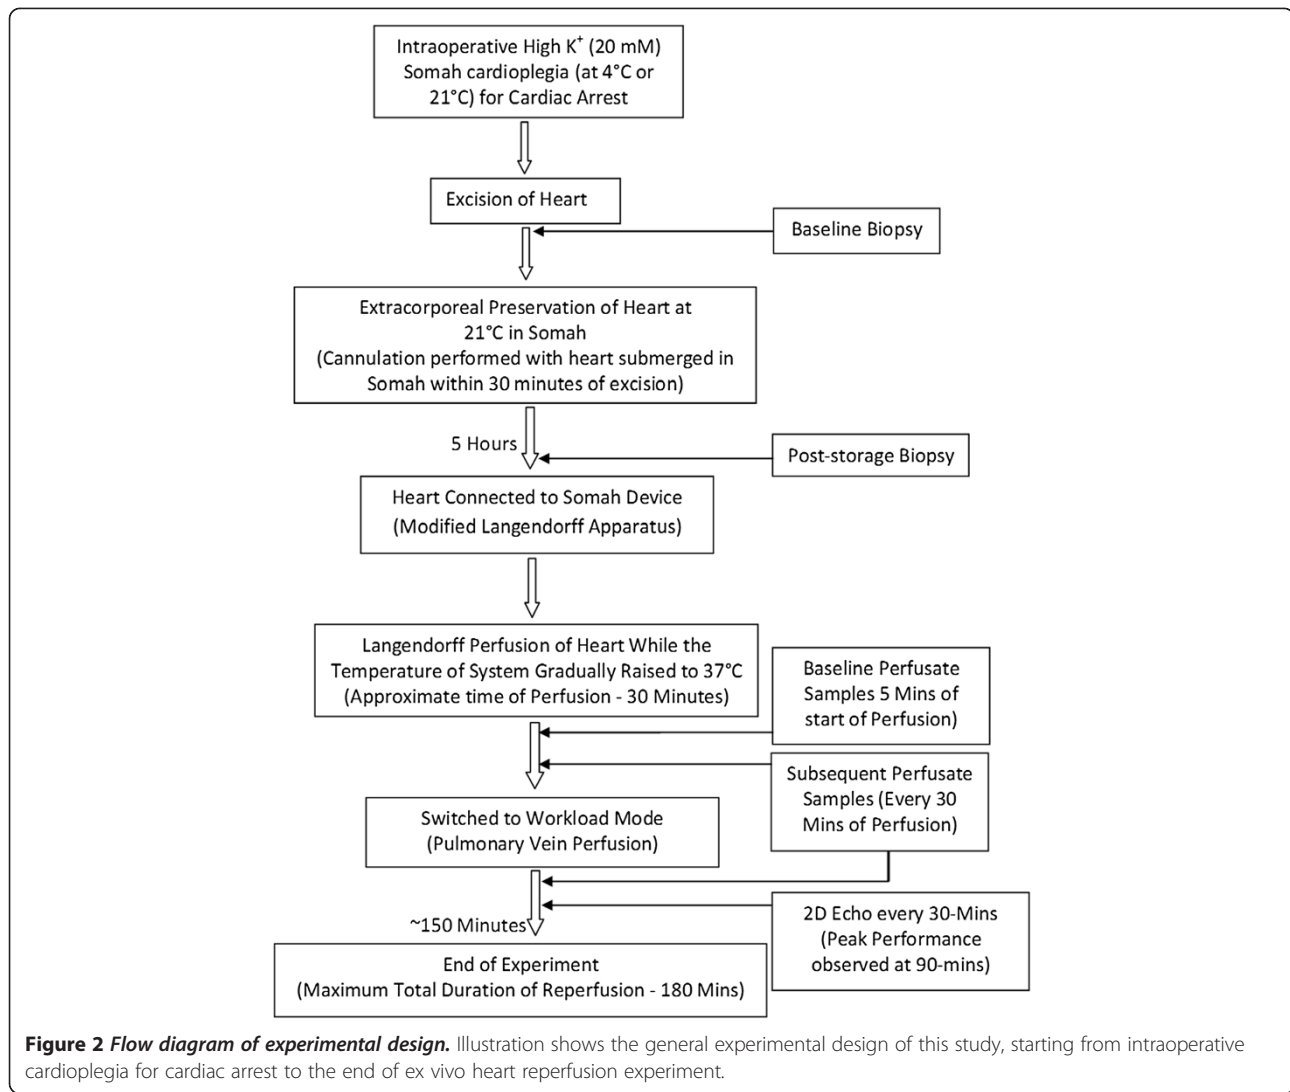 Intraoperative High K+ (20 mM)
Somah cardioplegia (at 4°C or
21°C) for Cardiac Arrest
Excision of Heart
Baseline Biopsy
Extracorporeal Preservation of Heart at
21°C in Somah
(Cannulation performed with heart submerged in
Somah within 30 minutes of excision)
5 Hours
Post-storage Biopsy
Heart Connected to Somah Device
(Modified Langendorff Apparatus)
Langendorff Perfusion of Heart While the
Temperature of System Gradually Raised to 37°C
(Approximate time of Perfusion - 30 Minutes)
Baseline Perfusate
Samples 5 Mins of
start of Perfusion)
Subsequent Perfusate
Samples (Every 30
Mins of Perfusion)
Switched to Workload Mode
(Pulmonary Vein Perfusion)
2D Echo every 30-Mins
(Peak Performance
observed at 90-mins)
~150 Minutes
End of Experiment
(Maximum Total Duration of Reperfusion - 180 Mins)
Figure 2 Flow diagram of experimental design. Illustration shows the general experimental design of this study, starting from intraoperative
cardioplegia for cardiac arrest to the end of ex vivo heart reperfusion experiment.